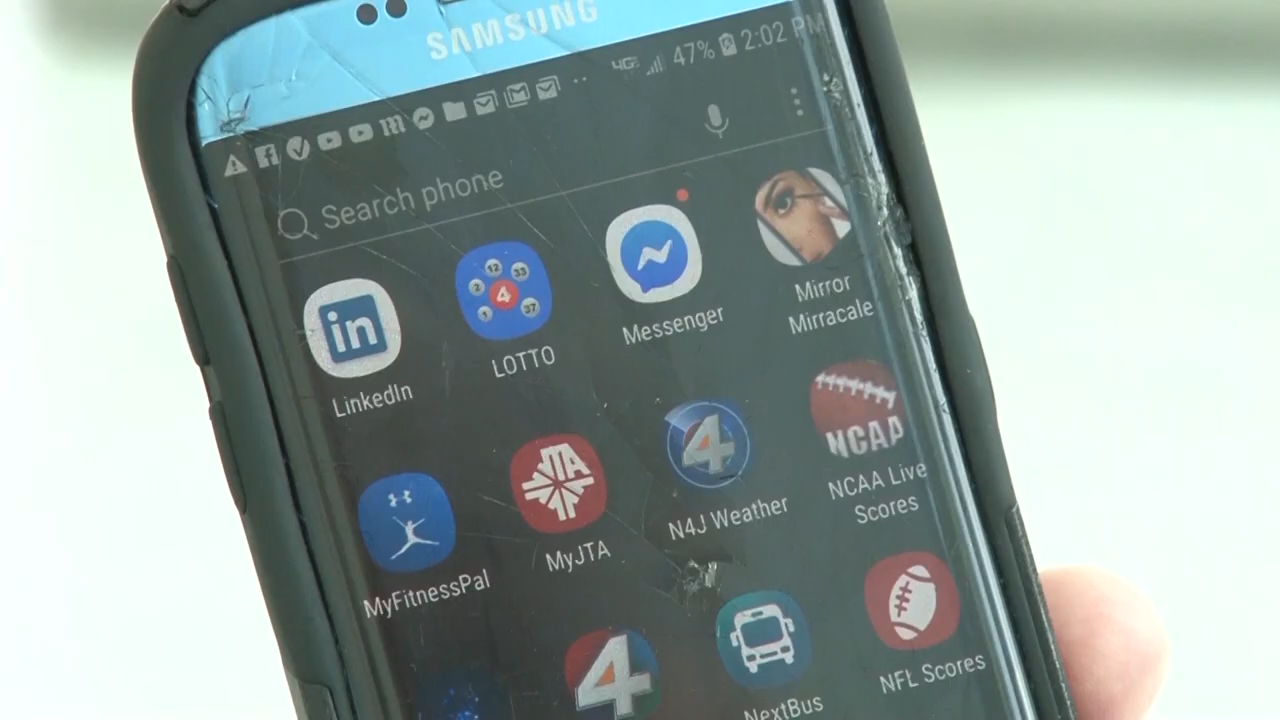 SAMSUNG
4G 47% 2:02 PM
Search phone
in
12
33
2
4
1
37
LinkedIn
LOTTO
Messenger
Mirror
Mirracale
JTA
4
NCAA
MyFitnessPal
MyJTA
N4J Weather
NCAA Live
Scores
4
NextBus
NFL Scores